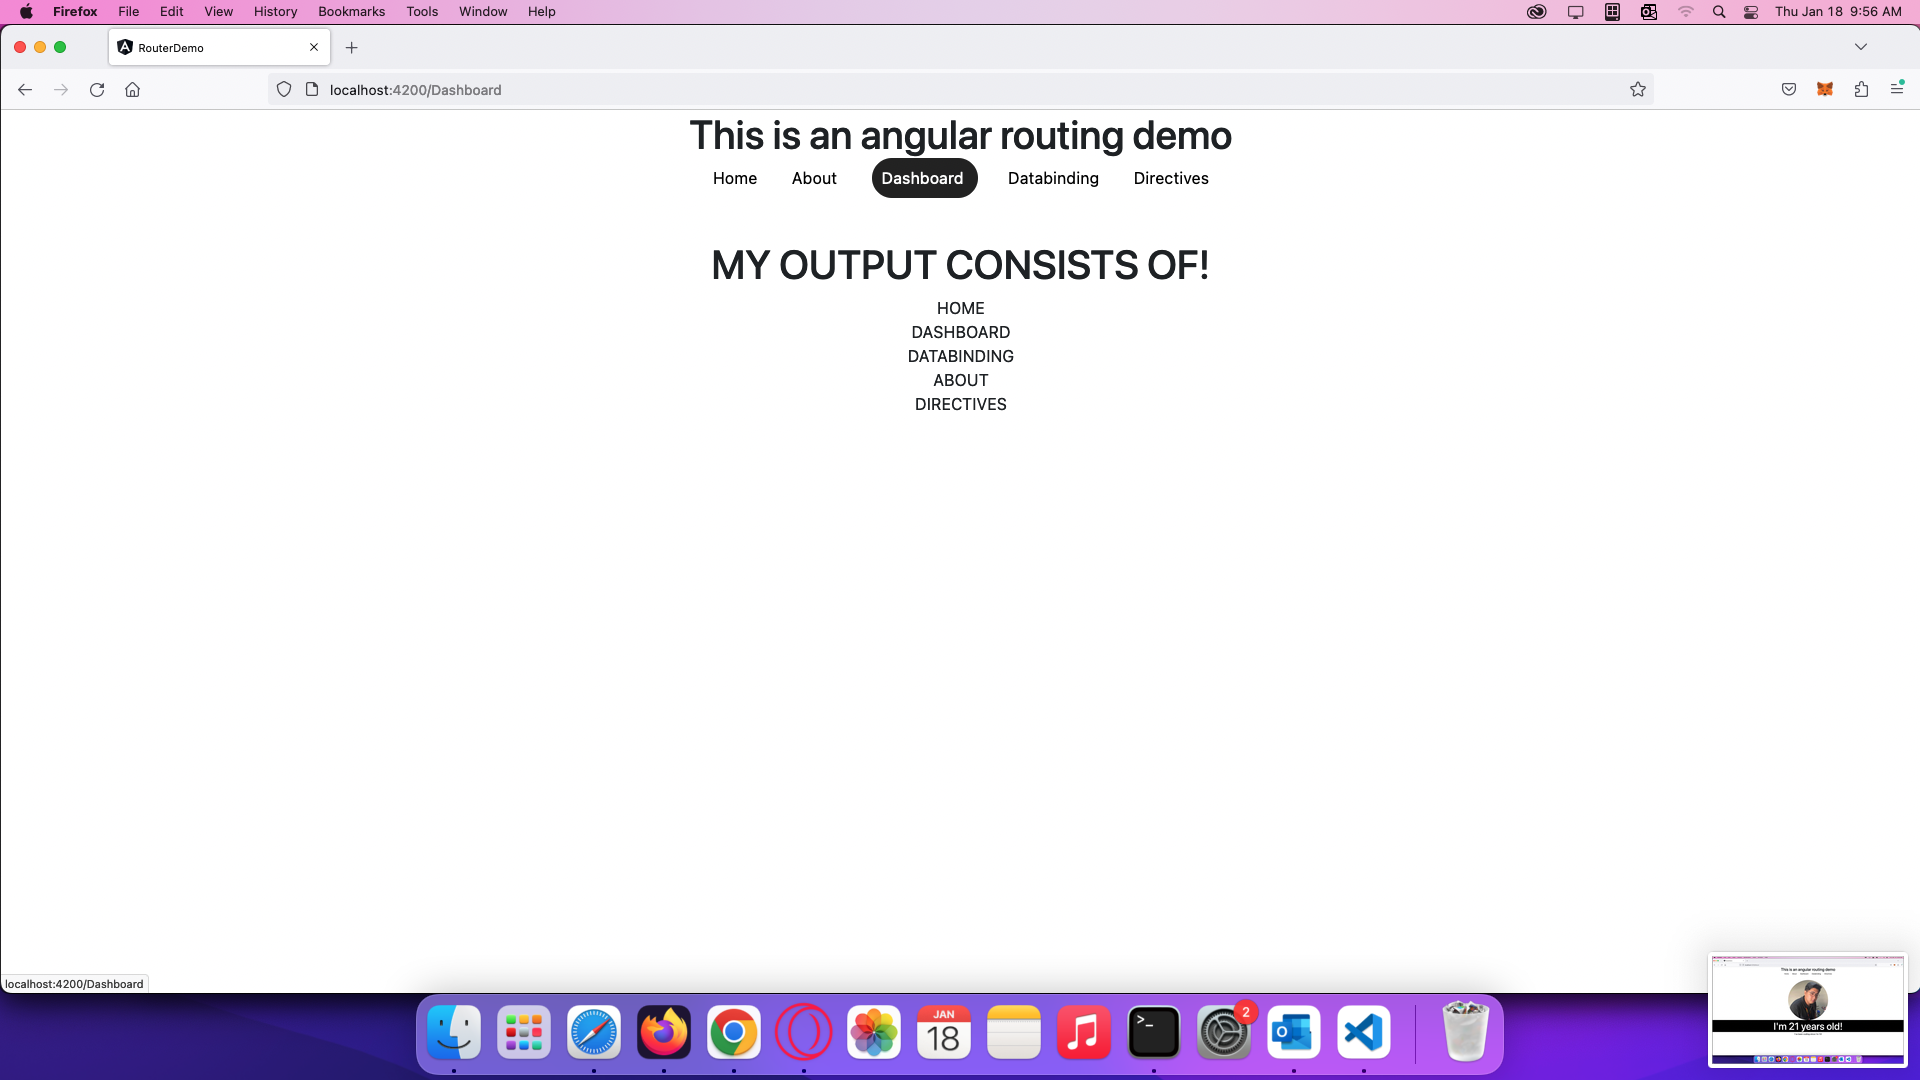 Firefox File Edit View History Bookmarks Tools Window Help Thu Jan 18 9:56 AM
RouterDemo
localhost:4200/Dashboard
This is an angular routing demo
Home About Dashboard Databinding Directives
MY OUTPUT CONSISTS OF!
HOME
DASHBOARD
DATABINDING
ABOUT
DIRECTIVES
localhost:4200/Dashboard
This is an angular routing demo
I'm 21 years old!
JAN
18
2